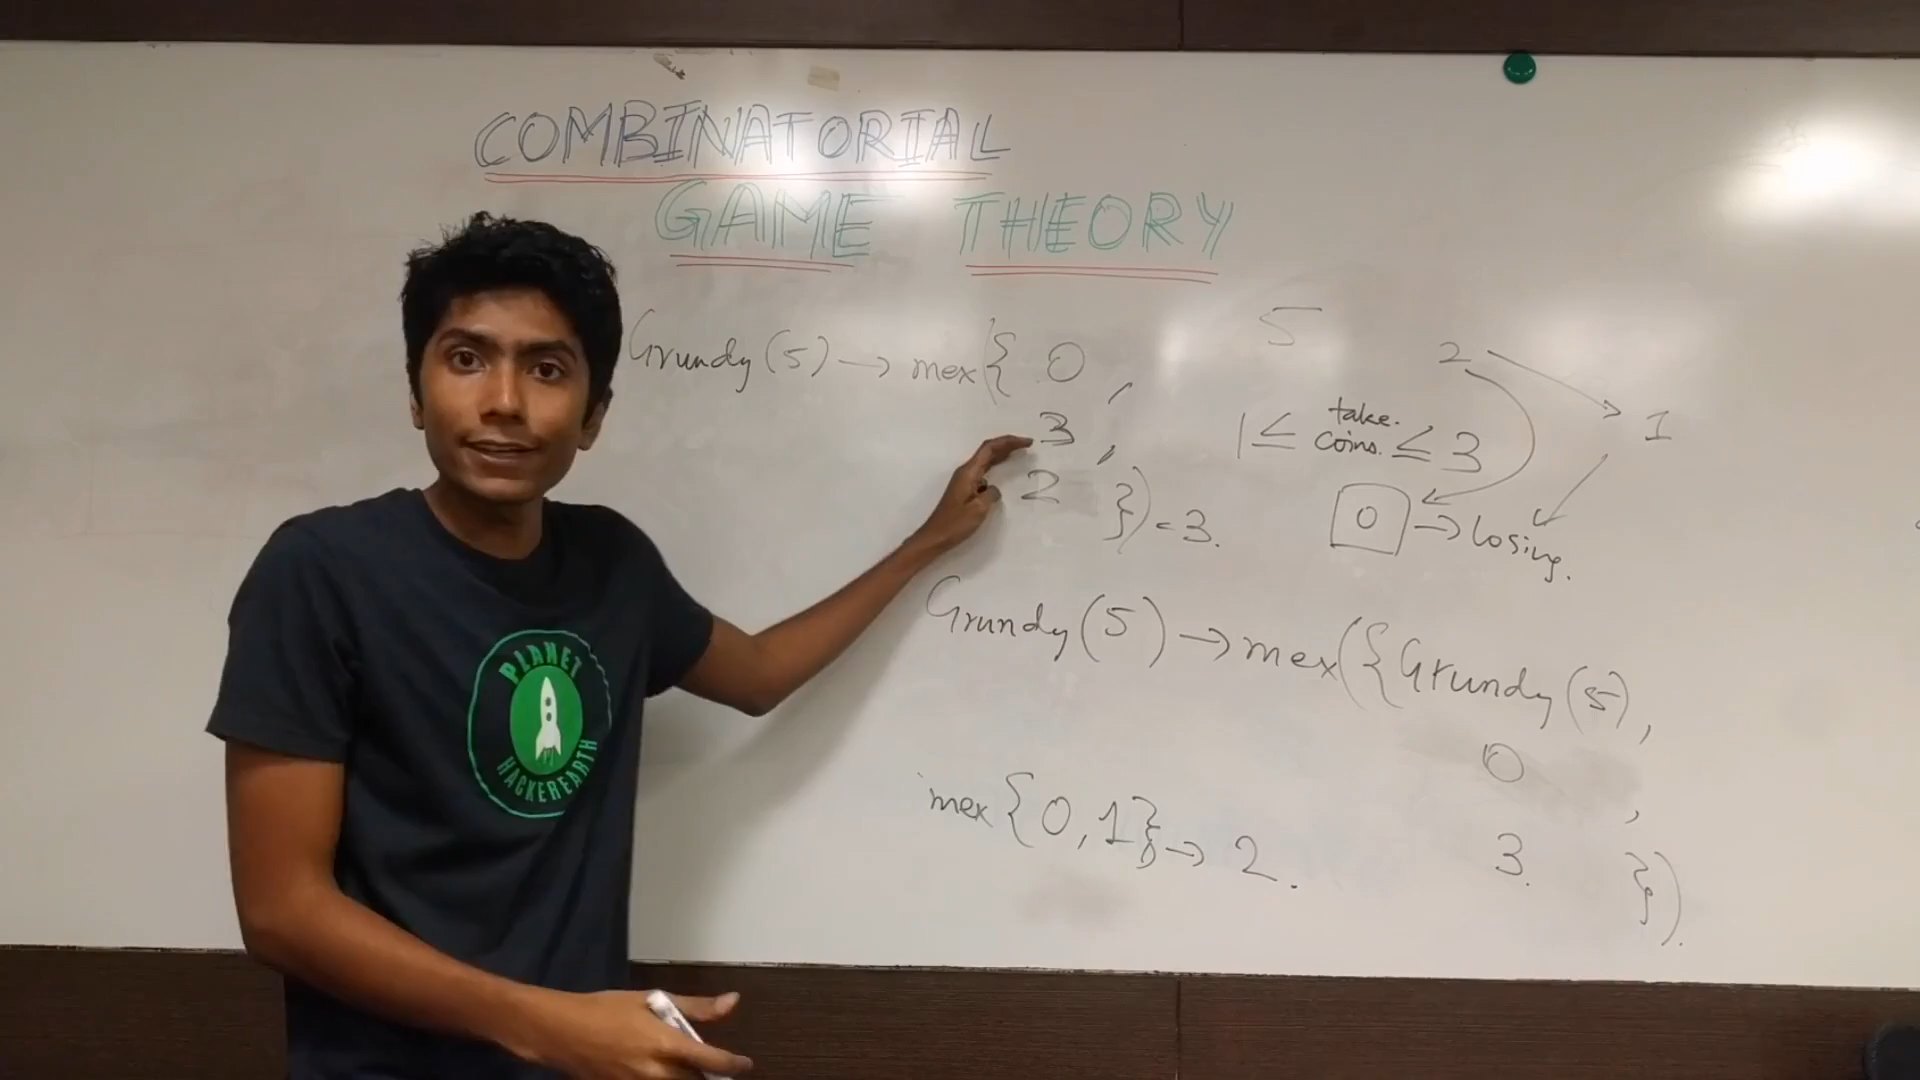 COMBINATORIAL
GAME THEORY
Grundy(5) → mex({ 0 ,
3 ,
2 }) = 3.
5
2
1
1 ≤ take coins. ≤ 3
0 → losing.
Grundy(5) → mex({Grundy(5),
0 ,
3. }).
mex{0,1} → 2.
PLANET
HACKEREARTH